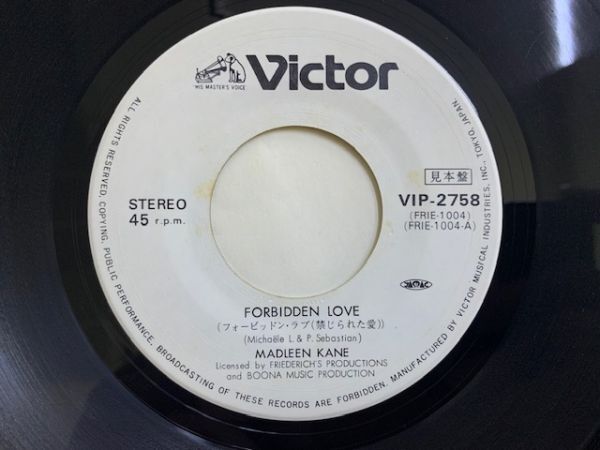 HIS MASTER'S VOICE
Victor
見本盤
STEREO
45 r.p.m.
VIP-2758
(FRIE-1004)
(FRIE-1004-A)
FORBIDDEN LOVE
(フォービッドン・ラブ(禁じられた愛))
(Michaële L. & P. Sebastian)
MADLEEN KANE
Licensed by FRIEDERICH'S PRODUCTIONS
and BOONA MUSIC PRODUCTION
ALL RIGHTS RESERVED, COPYING, PUBLIC PERFORMANCE, BROADCASTING OF THESE RECORDS ARE FORBIDDEN. MANUFACTURED BY VICTOR MUSICAL INDUSTRIES, INC., TOKYO, JAPAN.